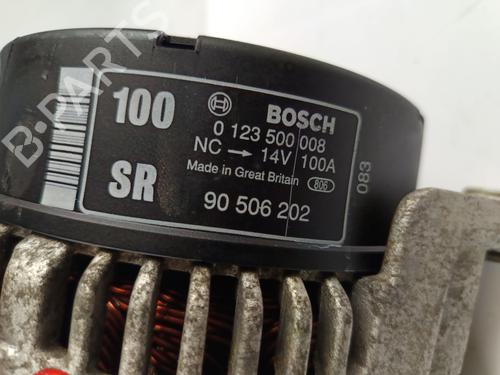 100
BOSCH
0 123 500 008
NC → 14V 100A
Made in Great Britain 806
SR
90 506 202
083
B-PARTS